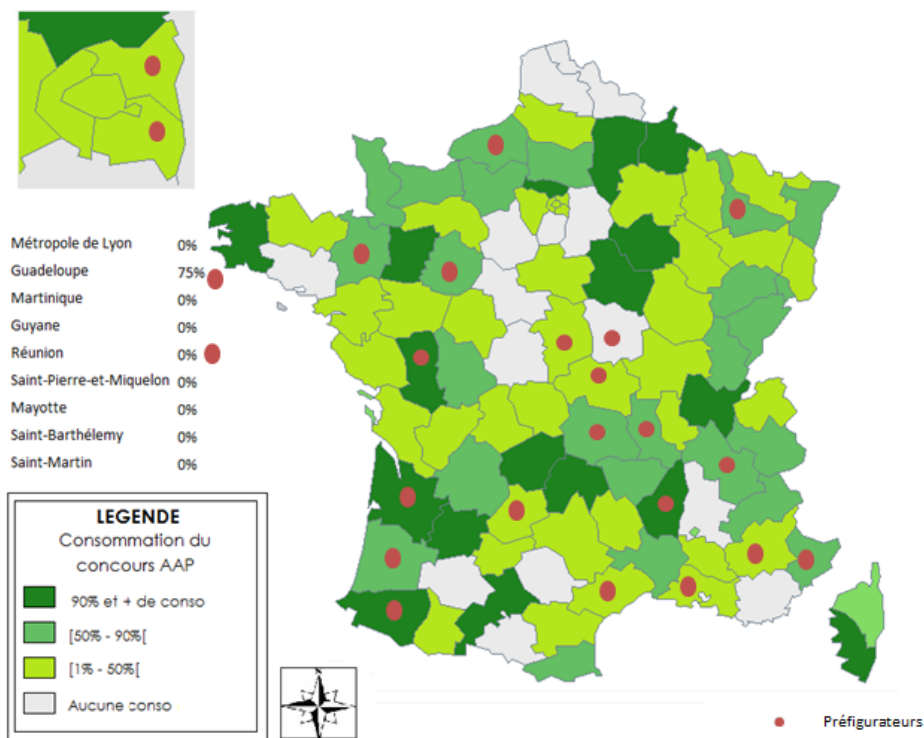 Métropole de Lyon 0%
Guadeloupe 75%
Martinique 0%
Guyane 0%
Réunion 0%
Saint-Pierre-et-Miquelon 0%
Mayotte 0%
Saint-Barthélemy 0%
Saint-Martin 0%
LEGENDE
Consommation du
concours AAP
90% et + de conso
[50% - 90%[
[1% - 50%[
Aucune conso
Préfigurateurs